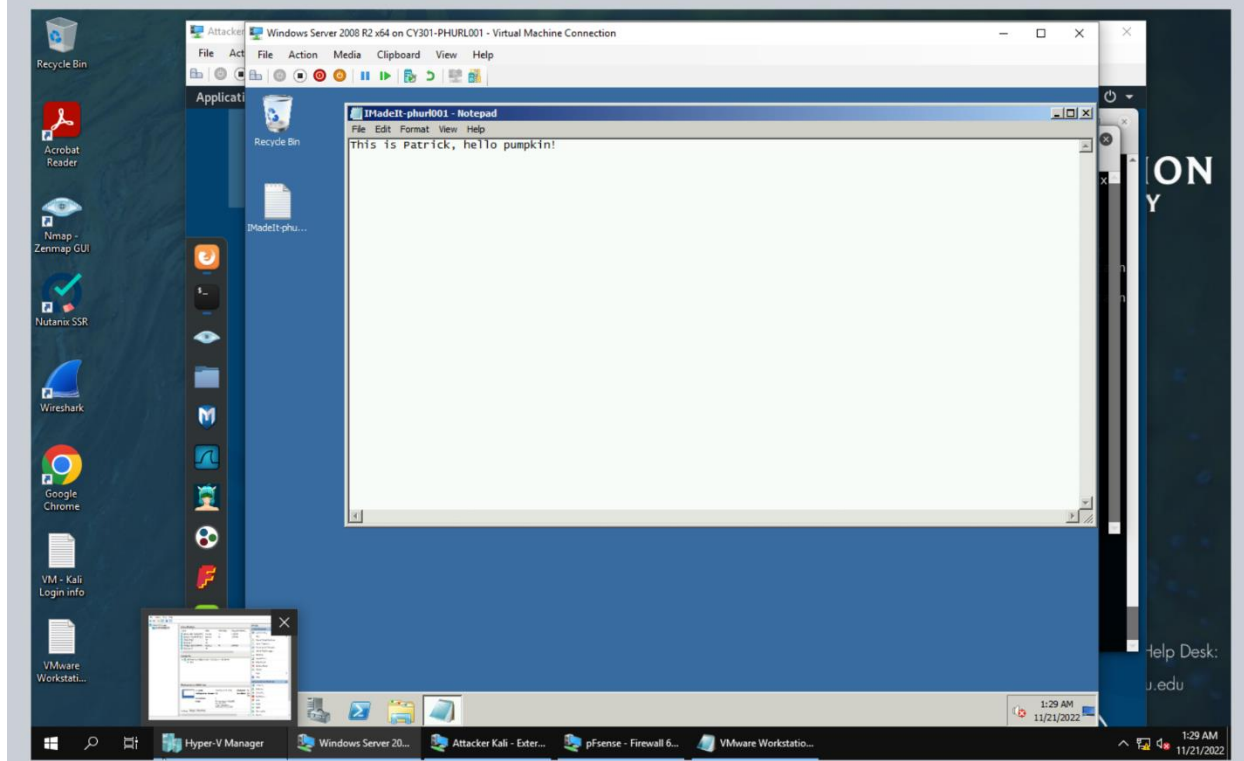 Recycle Bin
Acrobat
Reader
Nmap -
Zenmap GUI
Nutanix SSR
Wireshark
Google
Chrome
VM - Kali
Login info
VMware
Workstati...
Attacker
File Act
Applicati
Windows Server 2008 R2 x64 on CY301-PHURL001 - Virtual Machine Connection
File Action Media Clipboard View Help
Recycle Bin
IMadeIt-phu...
IMadeIt-phurl001 - Notepad
File Edit Format View Help
This is Patrick, hello pumpkin!
ION
Y
Help Desk:
u.edu
1:29 AM
11/21/2022
Hyper-V Manager
Windows Server 20...
Attacker Kali - Exter...
pFsense - Firewall 6...
VMware Workstatio...
1:29 AM
11/21/2022